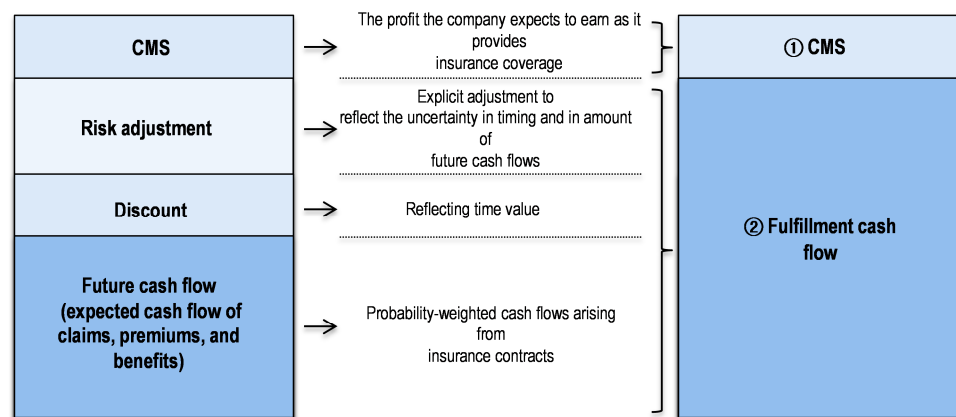 CMS
The profit the company expects to earn as it
provides
insurance coverage
① CMS
Risk adjustment
Explicit adjustment to
reflect the uncertainty in timing and in amount
of
future cash flows
Discount
Reflecting time value
② Fulfillment cash
flow
Future cash flow
(expected cash flow of
claims, premiums, and
benefits)
Probability-weighted cash flows arising
from
insurance contracts